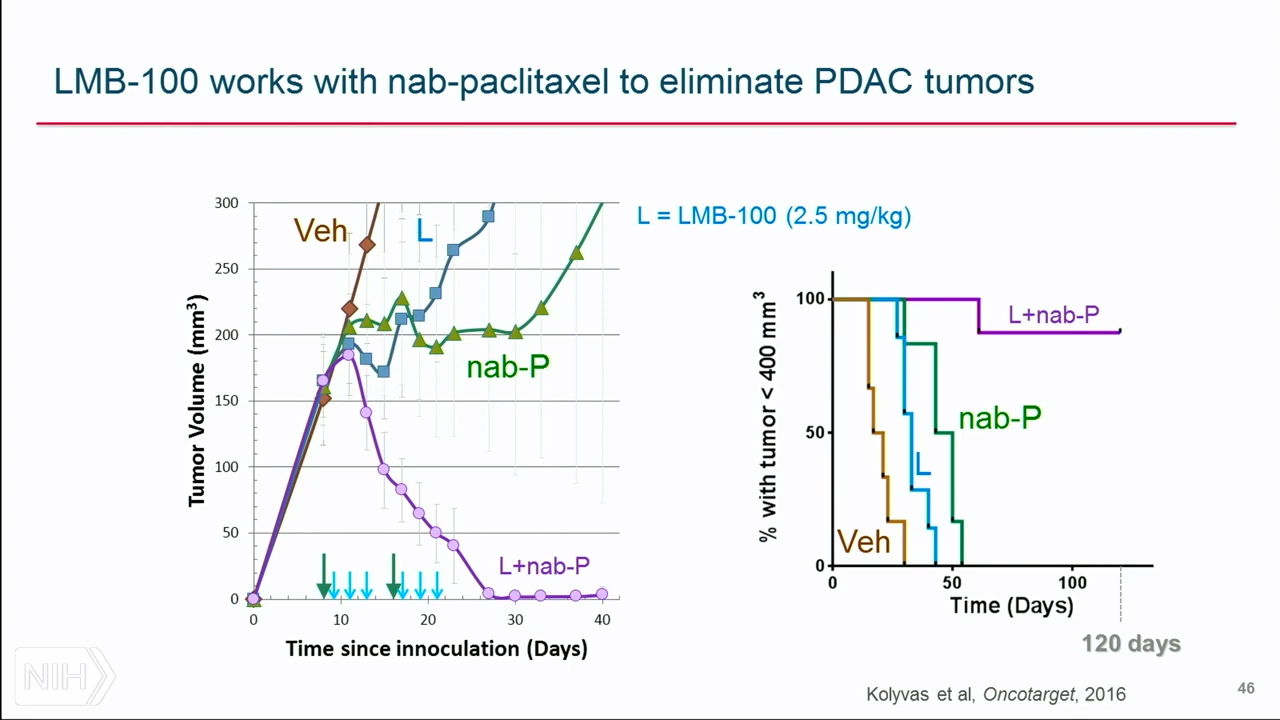 LMB-100 works with nab-paclitaxel to eliminate PDAC tumors
Tumor Volume (mm³)
300
250
200
150
100
50
0
Veh
L
nab-P
L+nab-P
0
10
20
30
40
Time since innoculation (Days)
L = LMB-100 (2.5 mg/kg)
% with tumor < 400 mm³
100
50
0
L+nab-P
nab-P
L
Veh
0
50
100
Time (Days)
120 days
NIH
Kolyvas et al, Oncotarget, 2016
46